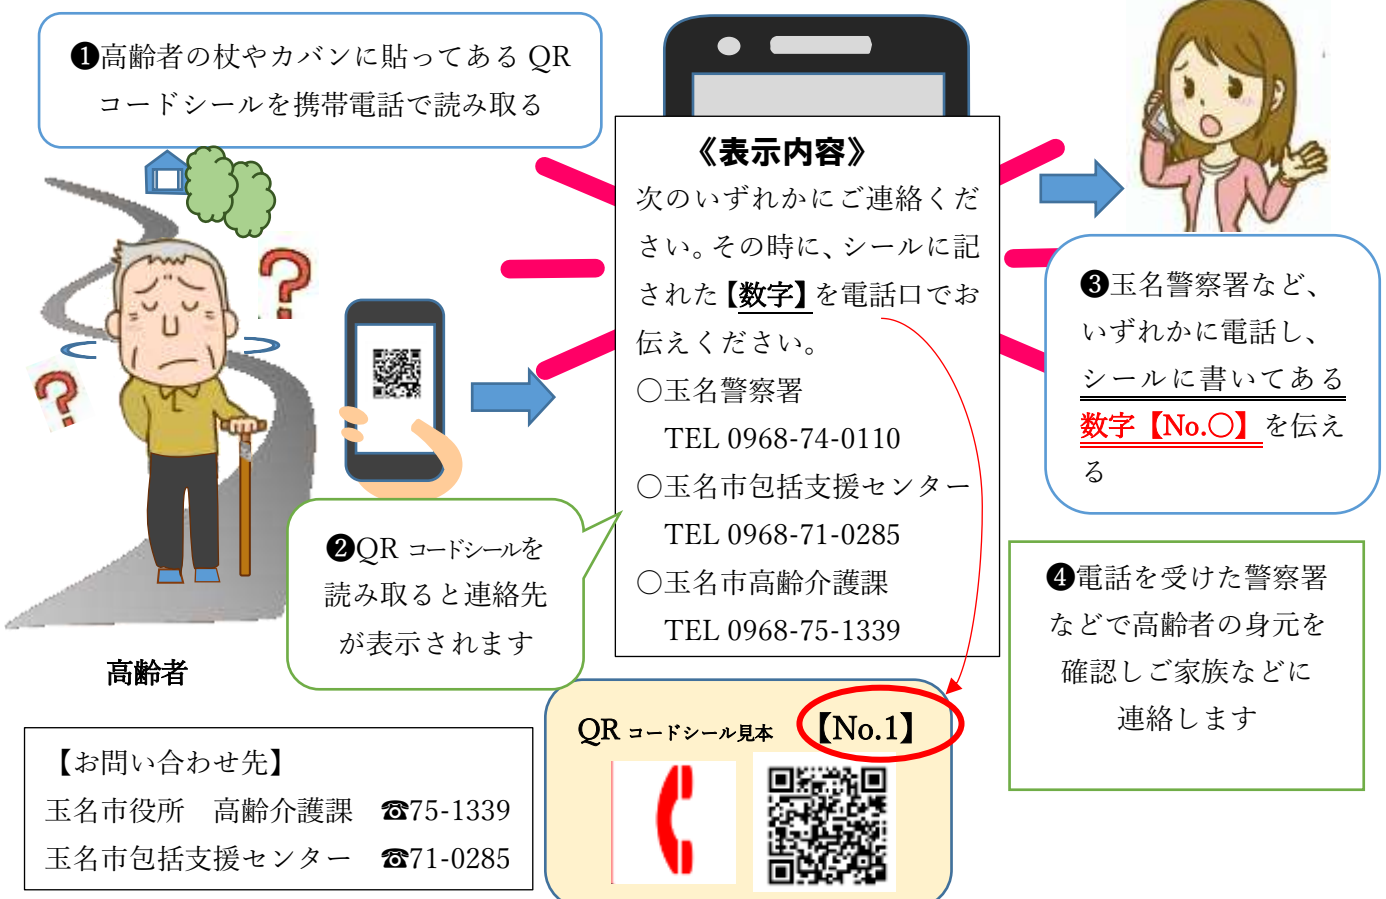 ❶高齢者の杖やカバンに貼ってある QR
コードシールを携帯電話で読み取る
《表示内容》
次のいずれかにご連絡くだ
さい。その時に、シールに記
された【数字】を電話口でお
伝えください。
○玉名警察署
TEL 0968-74-0110
○玉名市包括支援センター
TEL 0968-71-0285
○玉名市高齢介護課
TEL 0968-75-1339
❷QR コードシールを
読み取ると連絡先
が表示されます
❸玉名警察署など、
いずれかに電話し、
シールに書いてある
数字【No.○】を伝え
る
❹電話を受けた警察署
などで高齢者の身元を
確認しご家族などに
連絡します
高齢者
QR コードシール見本 【No.1】
【お問い合わせ先】
玉名市役所 高齢介護課 ☎75-1339
玉名市包括支援センター ☎71-0285